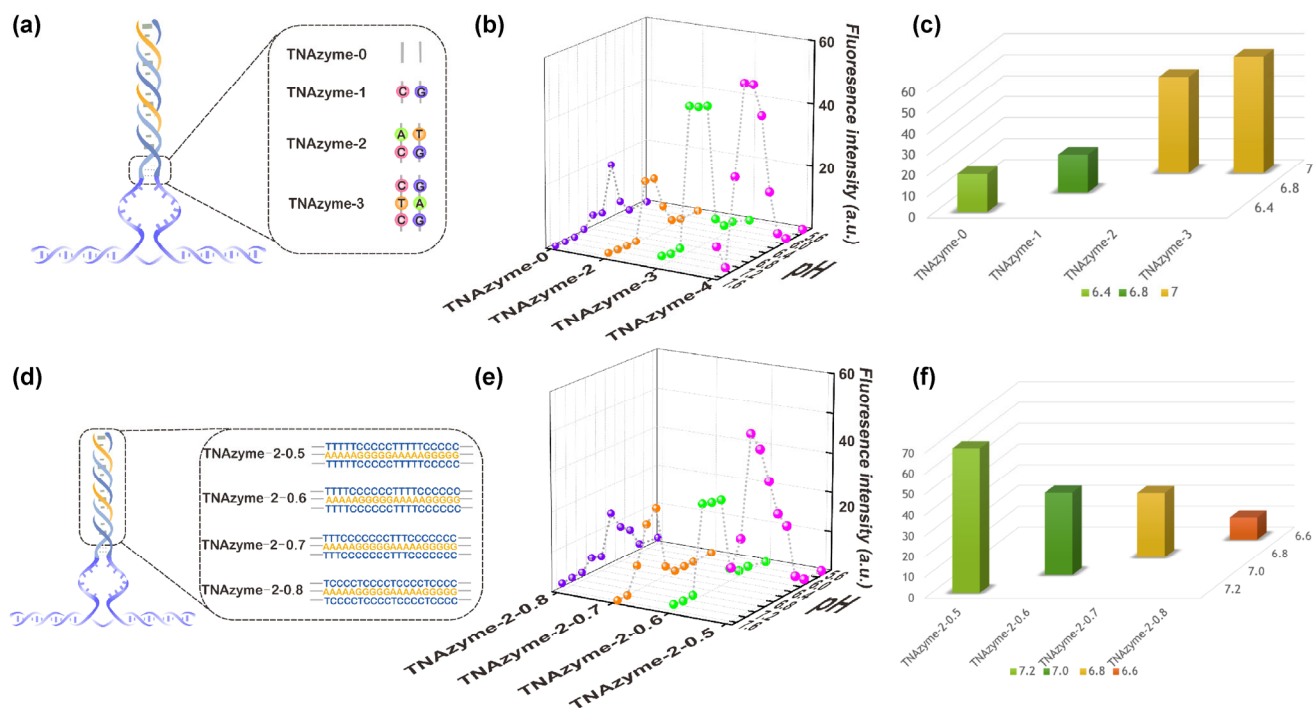 (a)
TNAzyme-0
TNAzyme-1
C G
TNAzyme-2
A T
C G
TNAzyme-3
C G
T A
C G
(b)
60
40
20
Fluorescence intensity (a.u.)
pH
TNAzyme-0
TNAzyme-2
TNAzyme-3
TNAzyme-4
(c)
60
50
40
30
20
10
0
7
6.8
6.4
TNAzyme-0
TNAzyme-1
TNAzyme-2
TNAzyme-3
6.4 6.8 7
(d)
TNAzyme-2-0.5
TTTTTCCCCCTTTTTCCCCC
AAAAAGGGGGAAAAAGGGGG
TTTTTCCCCCTTTTTCCCCC
TNAzyme-2-0.6
TTTTCCCCCCTTTTCCCCCC
AAAAAGGGGGAAAAAGGGGG
TTTTCCCCCCTTTTCCCCCC
TNAzyme-2-0.7
TTTCCCCCCCTTTCCCCCCC
AAAAAGGGGGAAAAAGGGGG
TTTCCCCCCCTTTCCCCCCC
TNAzyme-2-0.8
TCCCCTCCCCTCCCCTCCCC
AAAAAGGGGGAAAAAGGGGG
TCCCCTCCCCTCCCCTCCCC
(e)
60
40
20
Fluorescence intensity (a.u.)
pH
TNAzyme-2-0.8
TNAzyme-2-0.7
TNAzyme-2-0.6
TNAzyme-2-0.5
(f)
70
60
50
40
30
20
10
0
6.6
6.8
7.0
7.2
TNAzyme-2-0.5
TNAzyme-2-0.6
TNAzyme-2-0.7
TNAzyme-2-0.8
7.2 7.0 6.8 6.6